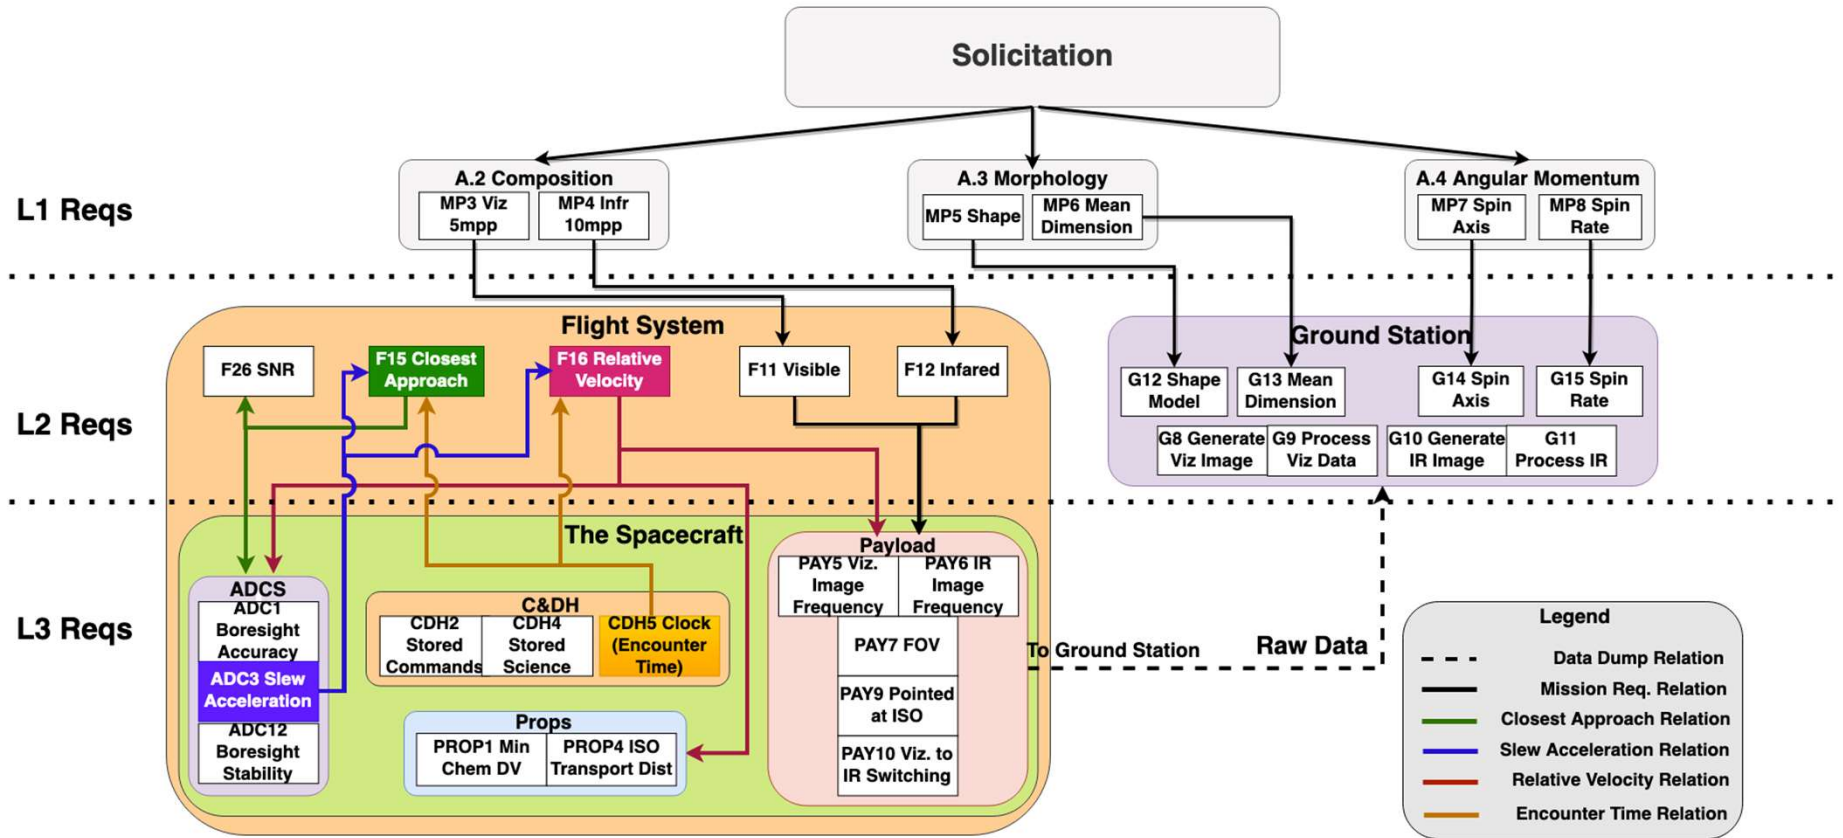 Solicitation
L1 Reqs
A.2 Composition
MP3 Viz
5mpp
MP4 Infr
10mpp
A.3 Morphology
MP5 Shape
MP6 Mean
Dimension
A.4 Angular Momentum
MP7 Spin
Axis
MP8 Spin
Rate
L2 Reqs
Flight System
F26 SNR
F15 Closest
Approach
F16 Relative
Velocity
F11 Visible
F12 Infared
Ground Station
G12 Shape
Model
G13 Mean
Dimension
G14 Spin
Axis
G15 Spin
Rate
G8 Generate
Viz Image
G9 Process
Viz Data
G10 Generate
IR Image
G11
Process IR
L3 Reqs
The Spacecraft
ADCS
ADC1
Boresight
Accuracy
ADC3 Slew
Acceleration
ADC12
Boresight
Stability
C&DH
CDH2
Stored
Commands
CDH4
Stored
Science
CDH5 Clock
(Encounter
Time)
Props
PROP1 Min
Chem DV
PROP4 ISO
Transport Dist
Payload
PAY5 Viz.
Image
Frequency
PAY6 IR
Image
Frequency
PAY7 FOV
PAY9 Pointed
at ISO
PAY10 Viz. to
IR Switching
To Ground Station
Raw Data
Legend
Data Dump Relation
Mission Req. Relation
Closest Approach Relation
Slew Acceleration Relation
Relative Velocity Relation
Encounter Time Relation